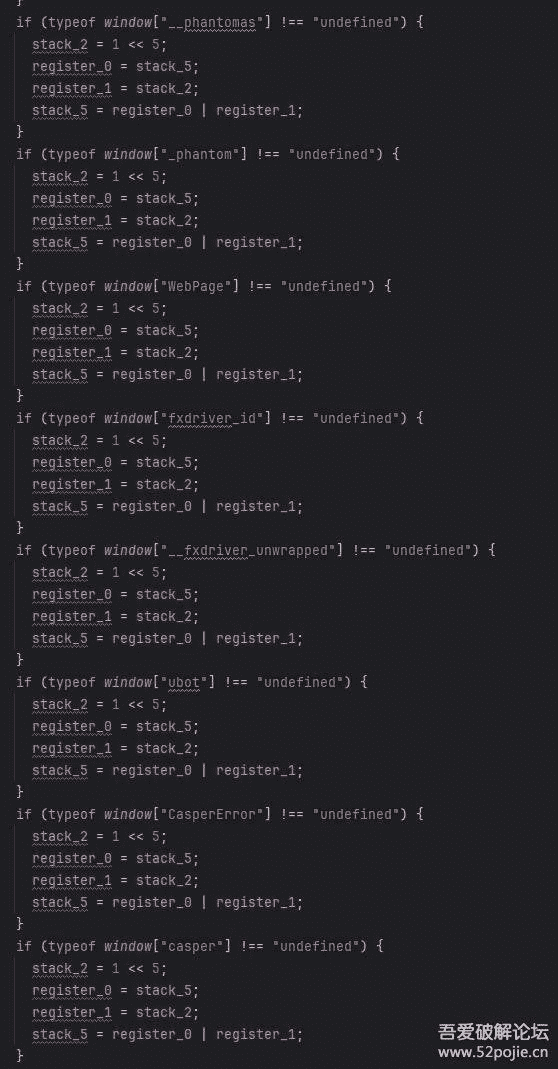 }
if (typeof window["__phantomas"] !== "undefined") {
  stack_2 = 1 << 5;
  register_0 = stack_5;
  register_1 = stack_2;
  stack_5 = register_0 | register_1;
}
if (typeof window["_phantom"] !== "undefined") {
  stack_2 = 1 << 5;
  register_0 = stack_5;
  register_1 = stack_2;
  stack_5 = register_0 | register_1;
}
if (typeof window["WebPage"] !== "undefined") {
  stack_2 = 1 << 5;
  register_0 = stack_5;
  register_1 = stack_2;
  stack_5 = register_0 | register_1;
}
if (typeof window["fxdriver_id"] !== "undefined") {
  stack_2 = 1 << 5;
  register_0 = stack_5;
  register_1 = stack_2;
  stack_5 = register_0 | register_1;
}
if (typeof window["__fxdriver_unwrapped"] !== "undefined") {
  stack_2 = 1 << 5;
  register_0 = stack_5;
  register_1 = stack_2;
  stack_5 = register_0 | register_1;
}
if (typeof window["ubot"] !== "undefined") {
  stack_2 = 1 << 5;
  register_0 = stack_5;
  register_1 = stack_2;
  stack_5 = register_0 | register_1;
}
if (typeof window["CasperError"] !== "undefined") {
  stack_2 = 1 << 5;
  register_0 = stack_5;
  register_1 = stack_2;
  stack_5 = register_0 | register_1;
}
if (typeof window["casper"] !== "undefined") {
  stack_2 = 1 << 5;
  register_0 = stack_5;
  register_1 = stack_2;
  stack_5 = register_0 | register_1;
}
吾爱破解论坛
www.52pojie.cn